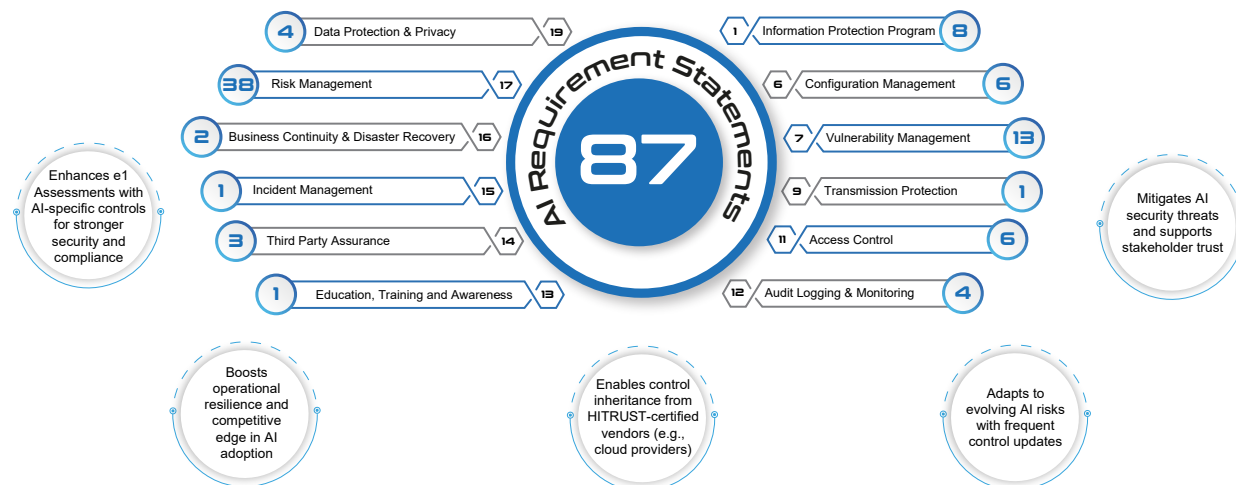 4 Data Protection & Privacy 19
38 Risk Management 17
2 Business Continuity & Disaster Recovery 16
1 Incident Management 15
3 Third Party Assurance 14
1 Education, Training and Awareness 13
AI Requirement Statements
87
1 Information Protection Program 8
6 Configuration Management 6
7 Vulnerability Management 13
9 Transmission Protection 1
11 Access Control 6
12 Audit Logging & Monitoring 4
Enhances e1
Assessments with
AI-specific controls
for stronger
security and
compliance
Boosts
operational
resilience and
competitive
edge in AI
adoption
Enables control
inheritance from
HITRUST-certified
vendors (e.g.,
cloud providers)
Adapts to
evolving AI risks
with frequent
control updates
Mitigates AI
security threats
and supports
stakeholder trust